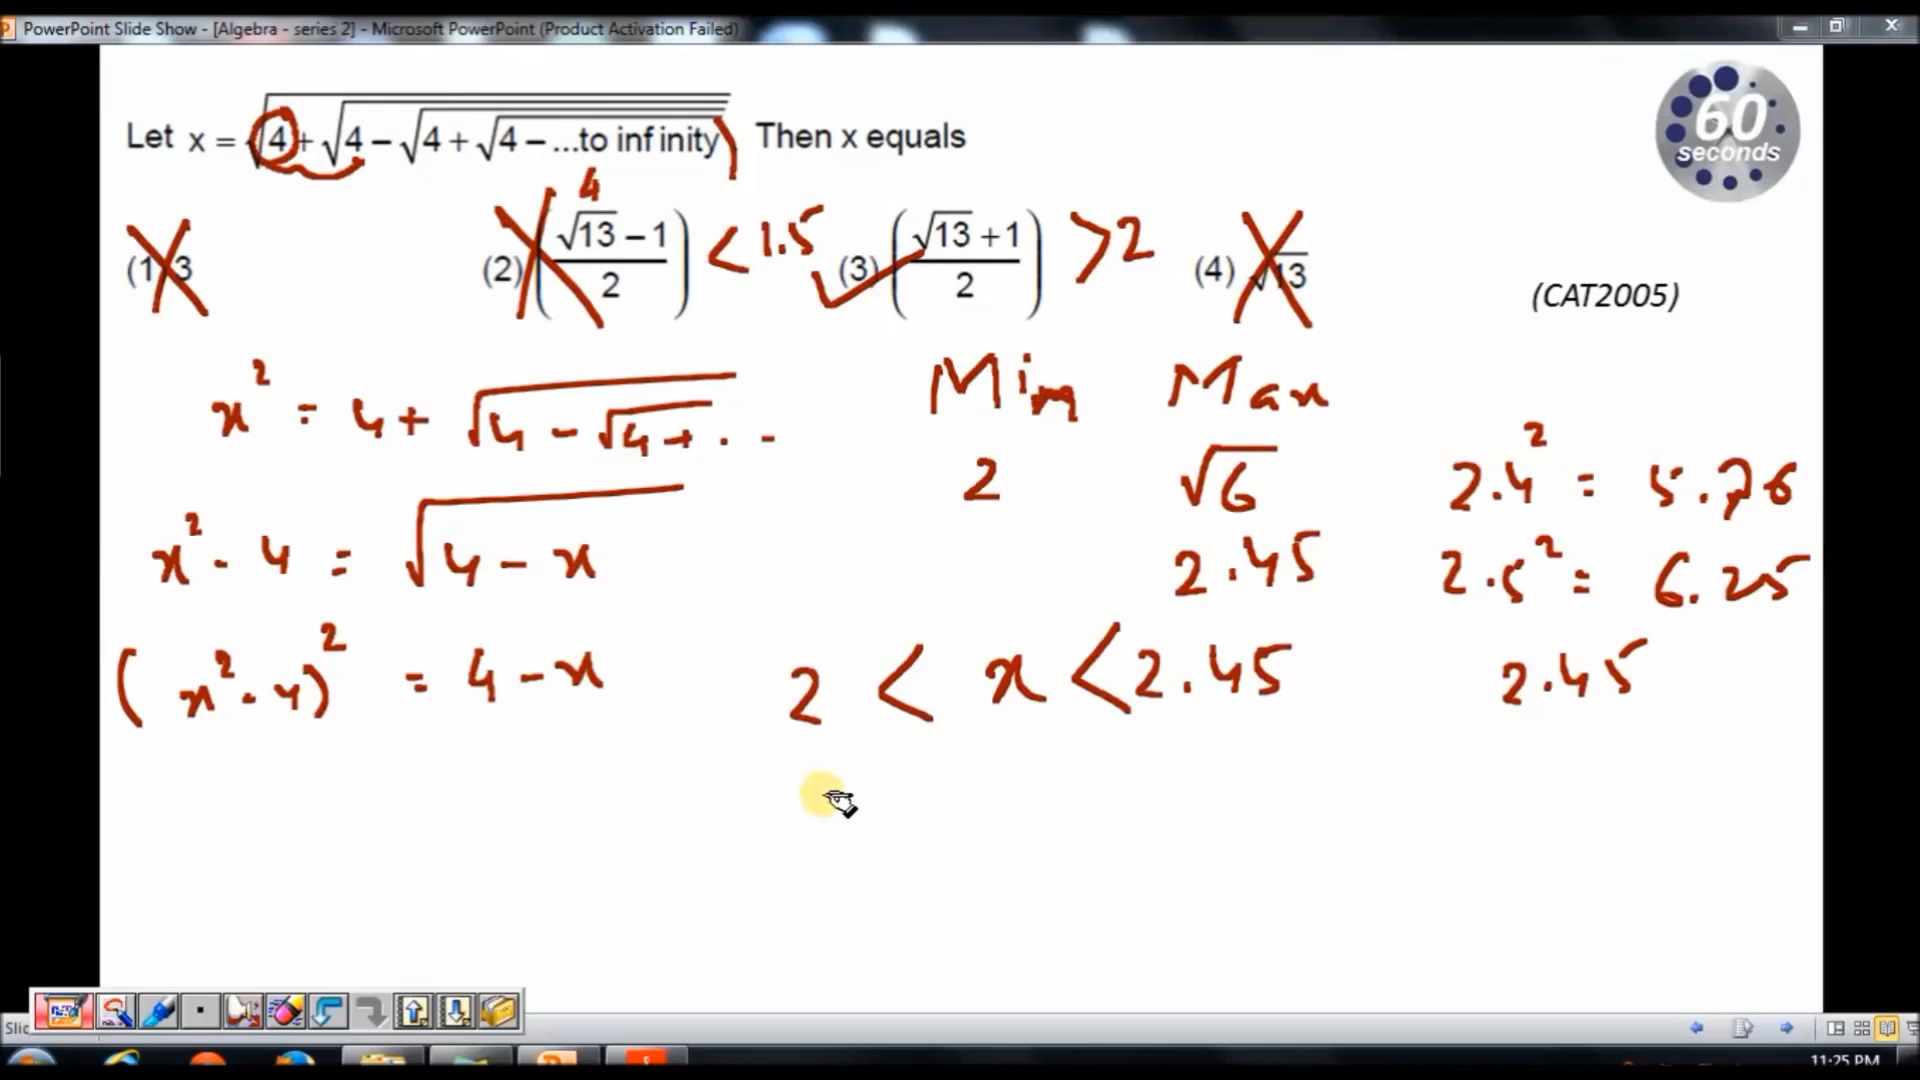 PowerPoint Slide Show - [Algebra - series 2] - Microsoft PowerPoint (Product Activation Failed)
Let x = √4 + √4 − √4 + √4 − ...to infinity Then x equals
60
seconds
4
(1) 3
(2) (√13 − 1 / 2) < 1.5
(3) (√13 + 1 / 2) > 2
(4) √13
(CAT2005)
x² = 4 + √4 - √4 + . . -
Min Max
2 √6
2.4² = 5.76
x² - 4 = √4 - x
2.45
2.5² = 6.25
(x² - 4)² = 4 - x
2 < x < 2.45
2.45
11:25 PM